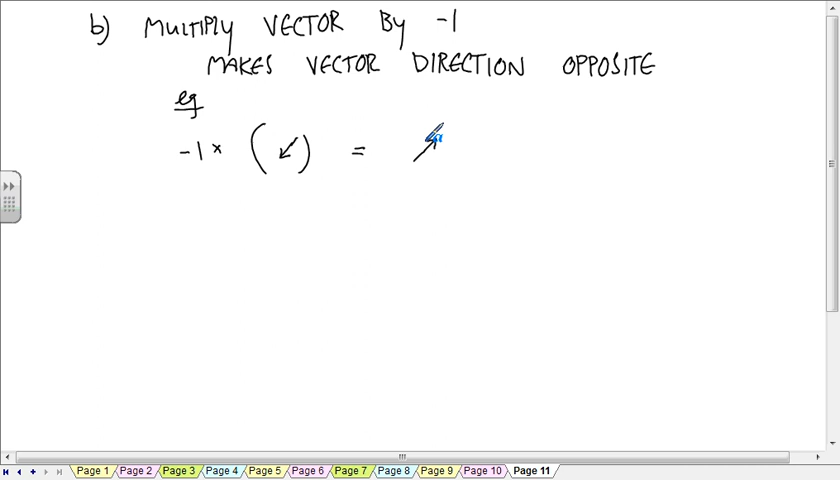 b) MULTIPLY VECTOR BY -1
MAKES VECTOR DIRECTION OPPOSITE
eg
-1 × ( ↙ ) = ↗
Page 1 Page 2 Page 3 Page 4 Page 5 Page 6 Page 7 Page 8 Page 9 Page 10 Page 11